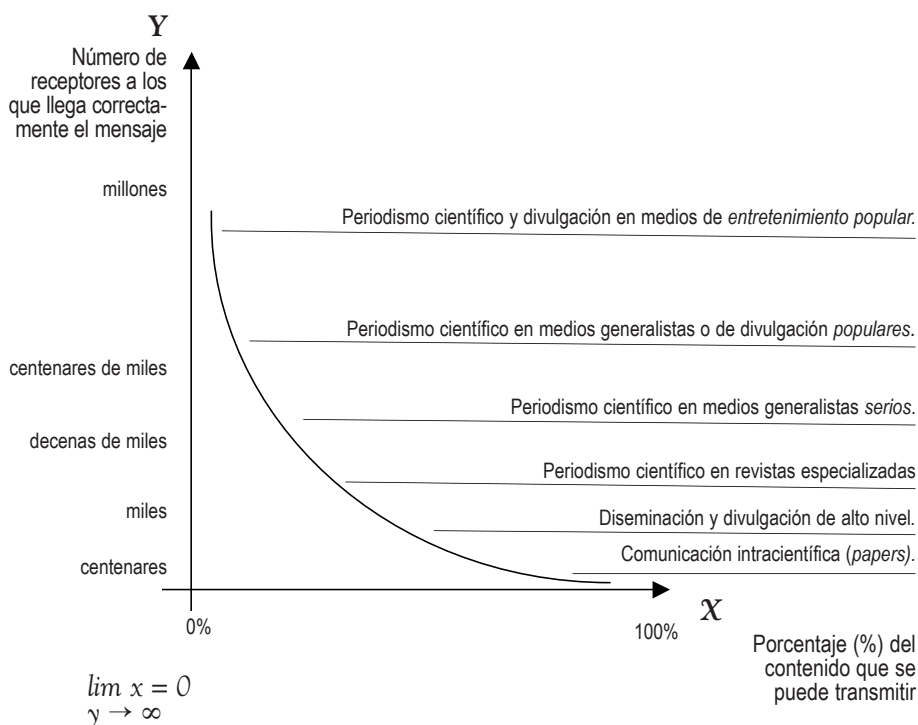 Y
Número de
receptores a los
que llega correcta-
mente el mensaje
millones
Periodismo científico y divulgación en medios de entretenimiento popular.
Periodismo científico en medios generalistas o de divulgación populares.
centenares de miles
Periodismo científico en medios generalistas serios.
decenas de miles
Periodismo científico en revistas especializadas
miles
Diseminación y divulgación de alto nivel.
Comunicación intracientífica (papers).
centenares
0%
100%
X
Porcentaje (%) del
contenido que se
puede transmitir
lim x = 0
y → ∞